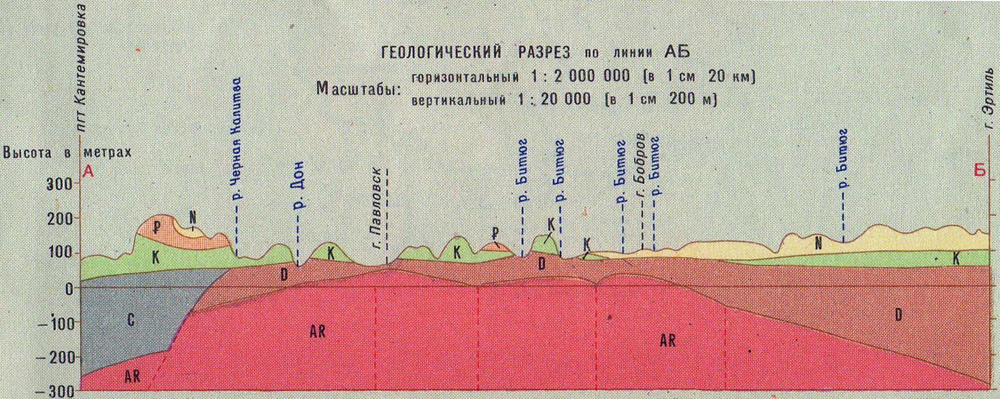 ГЕОЛОГИЧЕСКИЙ РАЗРЕЗ по линии АБ
Масштабы:
горизонтальный 1 : 2 000 000 (в 1 см 20 км)
вертикальный 1 : 20 000 (в 1 см 200 м)
пгт Кантемировка
р. Черная Калитва
р. Дон
г. Павловск
р. Битюг
р. Битюг
р. Битюг
г. Бобров
р. Битюг
р. Битюг
г. Эртиль
Высота в метрах
А
Б
300
200
100
0
−100
−200
−300
Р
N
К
D
К
К
Р
К
D
К
N
К
С
AR
AR
AR
D